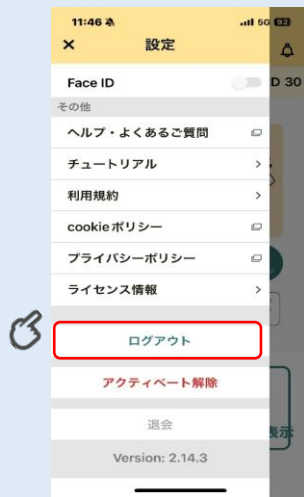 11:46 5G 92
× 設定
Face ID
D 30
その他
ヘルプ・よくあるご質問
チュートリアル
利用規約
cookieポリシー
プライバシーポリシー
ライセンス情報
ログアウト
アクティベート解除
退会
表示
Version: 2.14.3